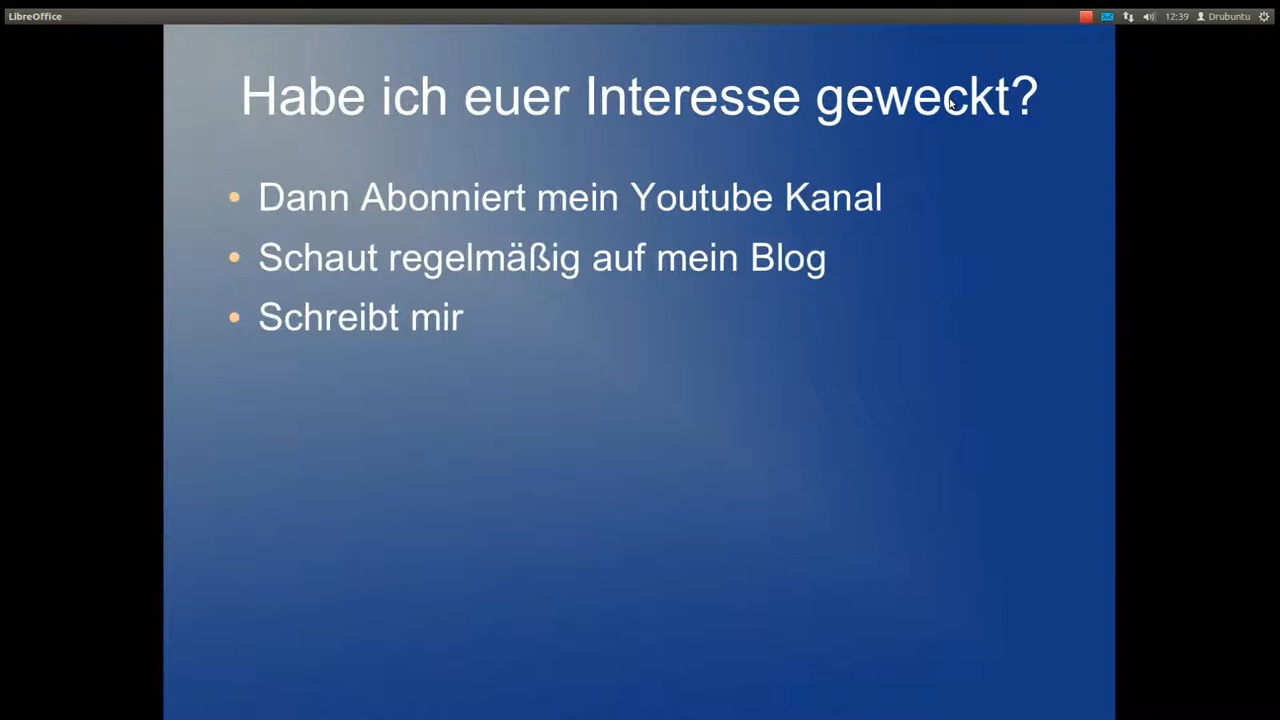 LibreOffice
12:39
Drubuntu
Habe ich euer Interesse geweckt?
• Dann Abonniert mein Youtube Kanal
• Schaut regelmäßig auf mein Blog
• Schreibt mir